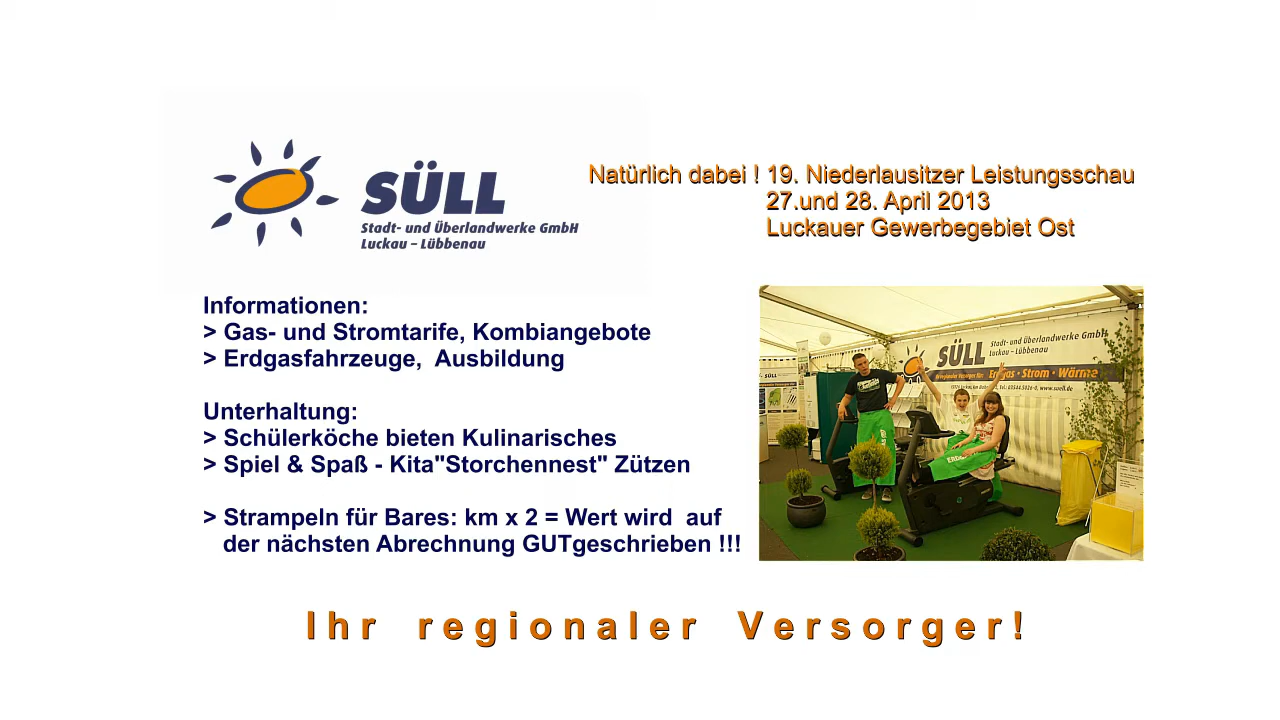 SÜLL
Stadt- und Überlandwerke GmbH
Luckau – Lübbenau
Natürlich dabei ! 19. Niederlausitzer Leistungsschau
27.und 28. April 2013
Luckauer Gewerbegebiet Ost
Informationen:
> Gas- und Stromtarife, Kombiangebote
> Erdgasfahrzeuge,  Ausbildung
Unterhaltung:
> Schülerköche bieten Kulinarisches
> Spiel & Spaß - Kita"Storchennest" Zützen
> Strampeln für Bares: km x 2 = Wert wird  auf
der nächsten Abrechnung GUTgeschrieben !!!
SÜLL
Stadt- und Überlandwerke GmbH
Luckau – Lübbenau
Erdgas · Strom · Wärme
www.suell.de
Ihr regionaler Versorger!